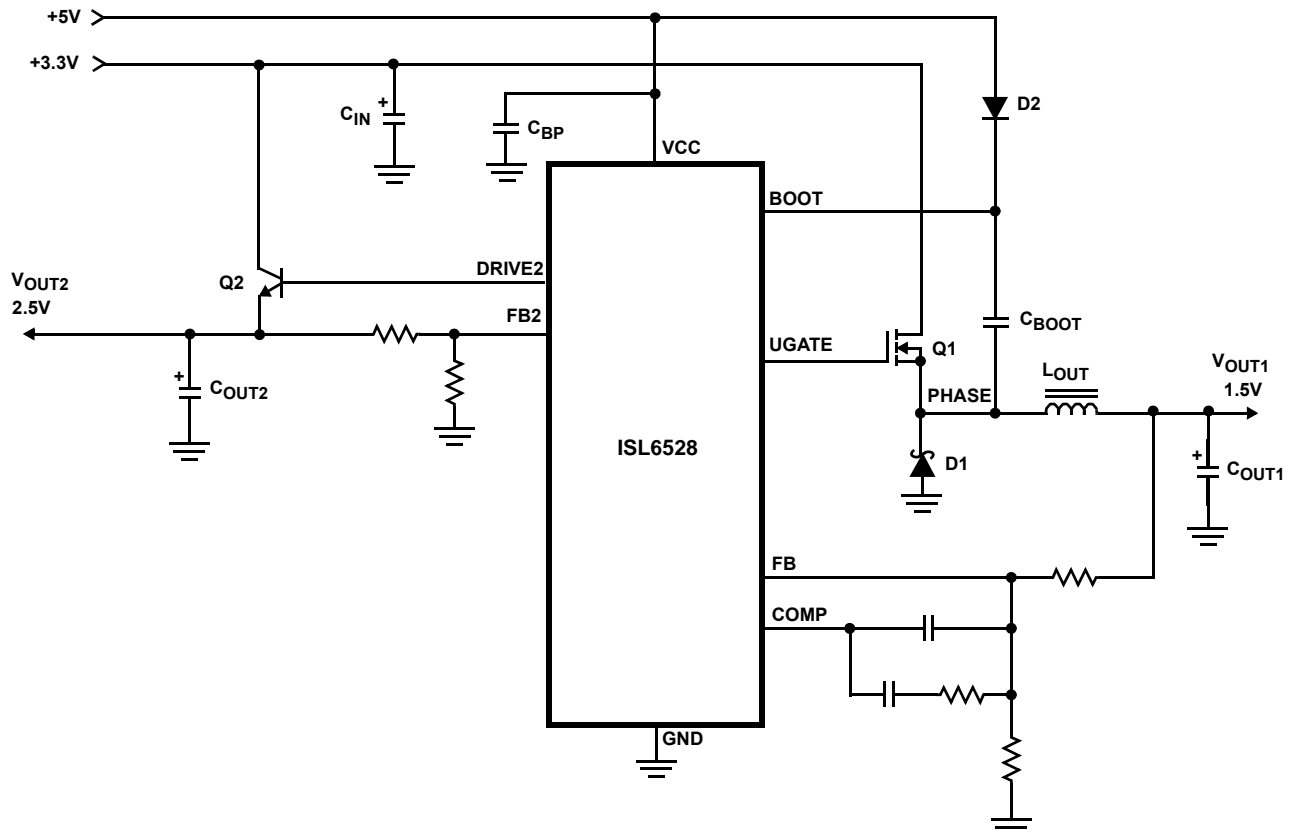 +5V
+3.3V
D2
CIN
+
CBP
VCC
BOOT
DRIVE2
Q2
VOUT2
2.5V
FB2
CBOOT
UGATE
Q1
LOUT
VOUT1
1.5V
PHASE
+
COUT2
ISL6528
D1
+
COUT1
FB
COMP
GND